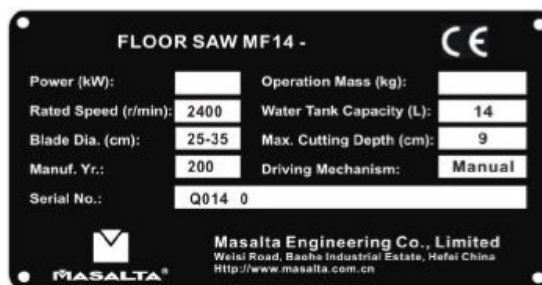 FLOOR SAW MF14 - CE
Power (kW): Operation Mass (kg):
Rated Speed (r/min): 2400 Water Tank Capacity (L): 14
Blade Dia. (cm): 25-35 Max. Cutting Depth (cm): 9
Manuf. Yr.: 200 Driving Mechanism: Manual
Serial No.: Q014 0
MASALTA®
Masalta Engineering Co., Limited
Weisi Road, Baohe Industrial Estate, Hefei China
Http://www.masalta.com.cn